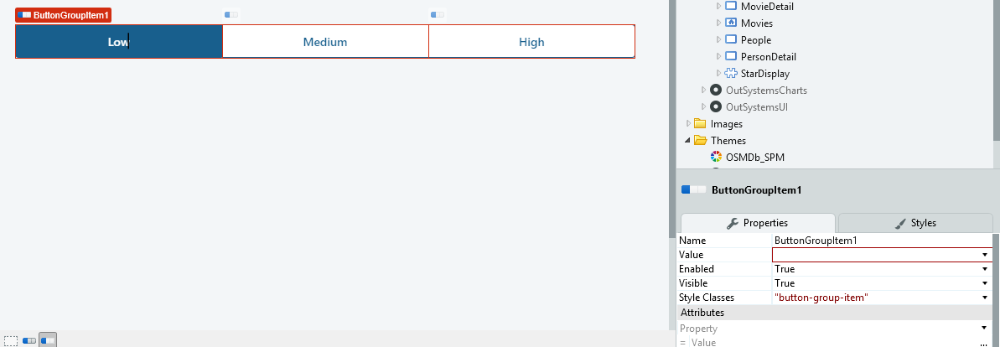 ButtonGroupItem1
Low
Medium
High
MovieDetail
Movies
People
PersonDetail
StarDisplay
OutSystemsCharts
OutSystemsUI
Images
Themes
OSMDb_SPM
ButtonGroupItem1
Properties
Styles
Name ButtonGroupItem1
Value
Enabled True
Visible True
Style Classes "button-group-item"
Attributes
Property
= Value ...